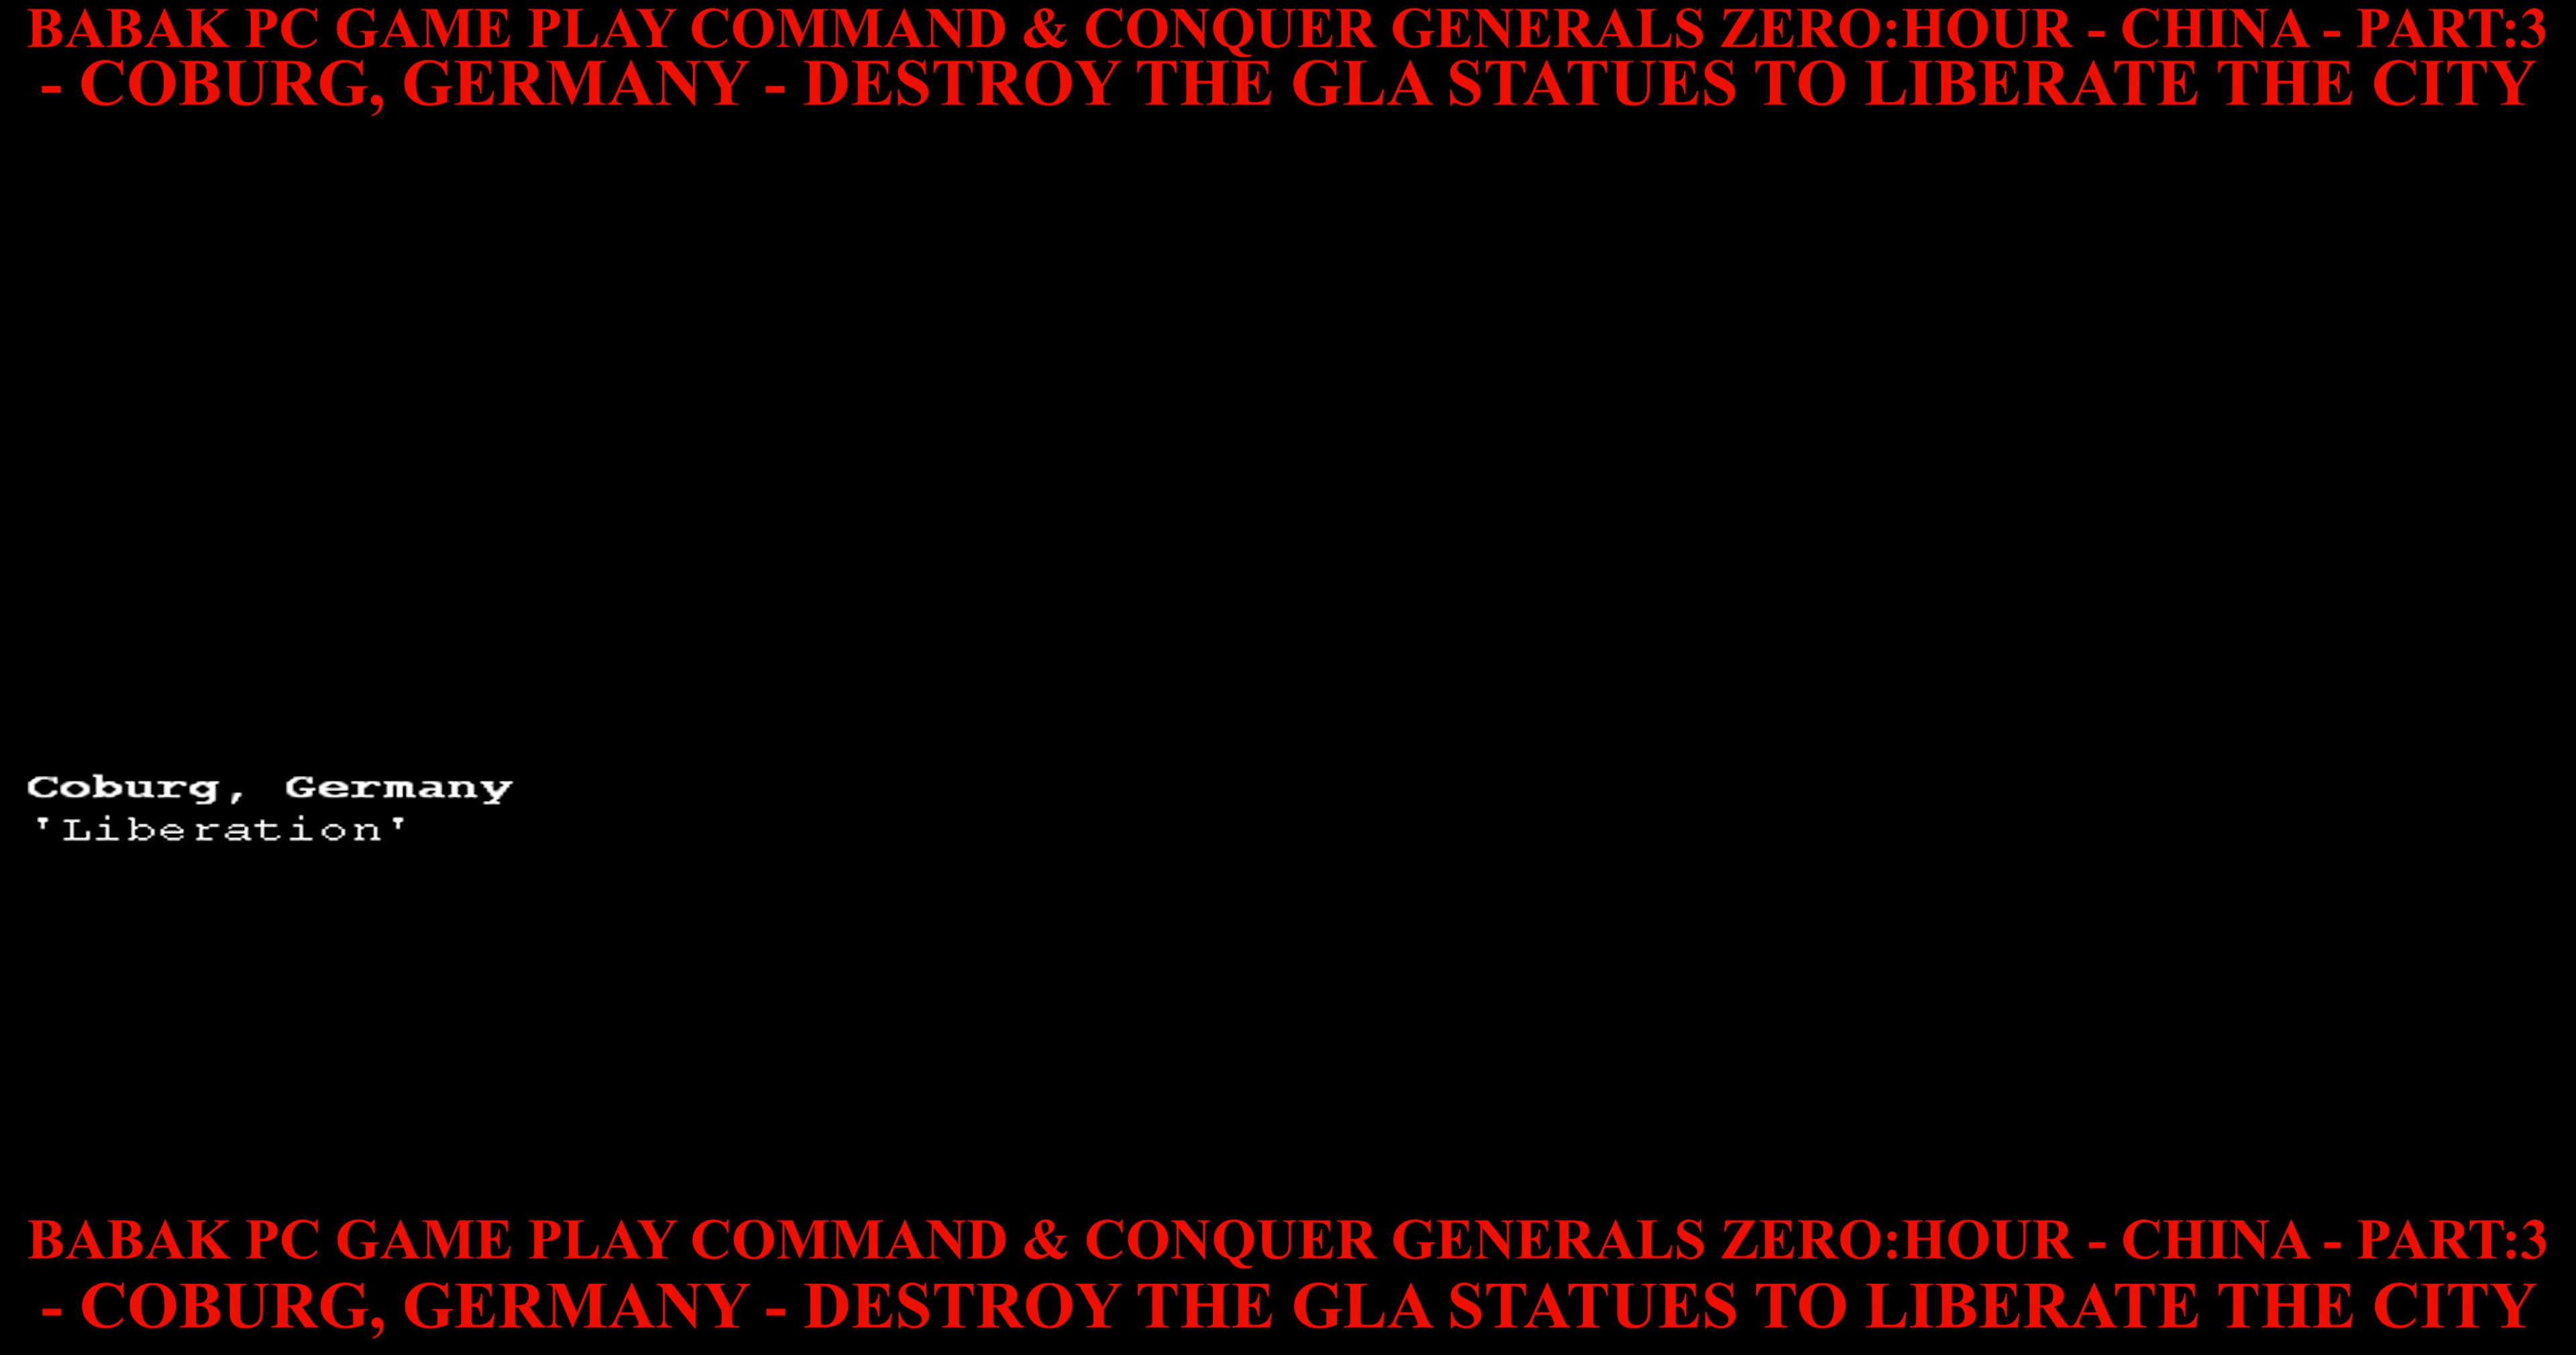 BABAK PC GAME PLAY COMMAND & CONQUER GENERALS ZERO:HOUR - CHINA - PART:3
- COBURG, GERMANY - DESTROY THE GLA STATUES TO LIBERATE THE CITY
Coburg, Germany
'Liberation'
BABAK PC GAME PLAY COMMAND & CONQUER GENERALS ZERO:HOUR - CHINA - PART:3
- COBURG, GERMANY - DESTROY THE GLA STATUES TO LIBERATE THE CITY